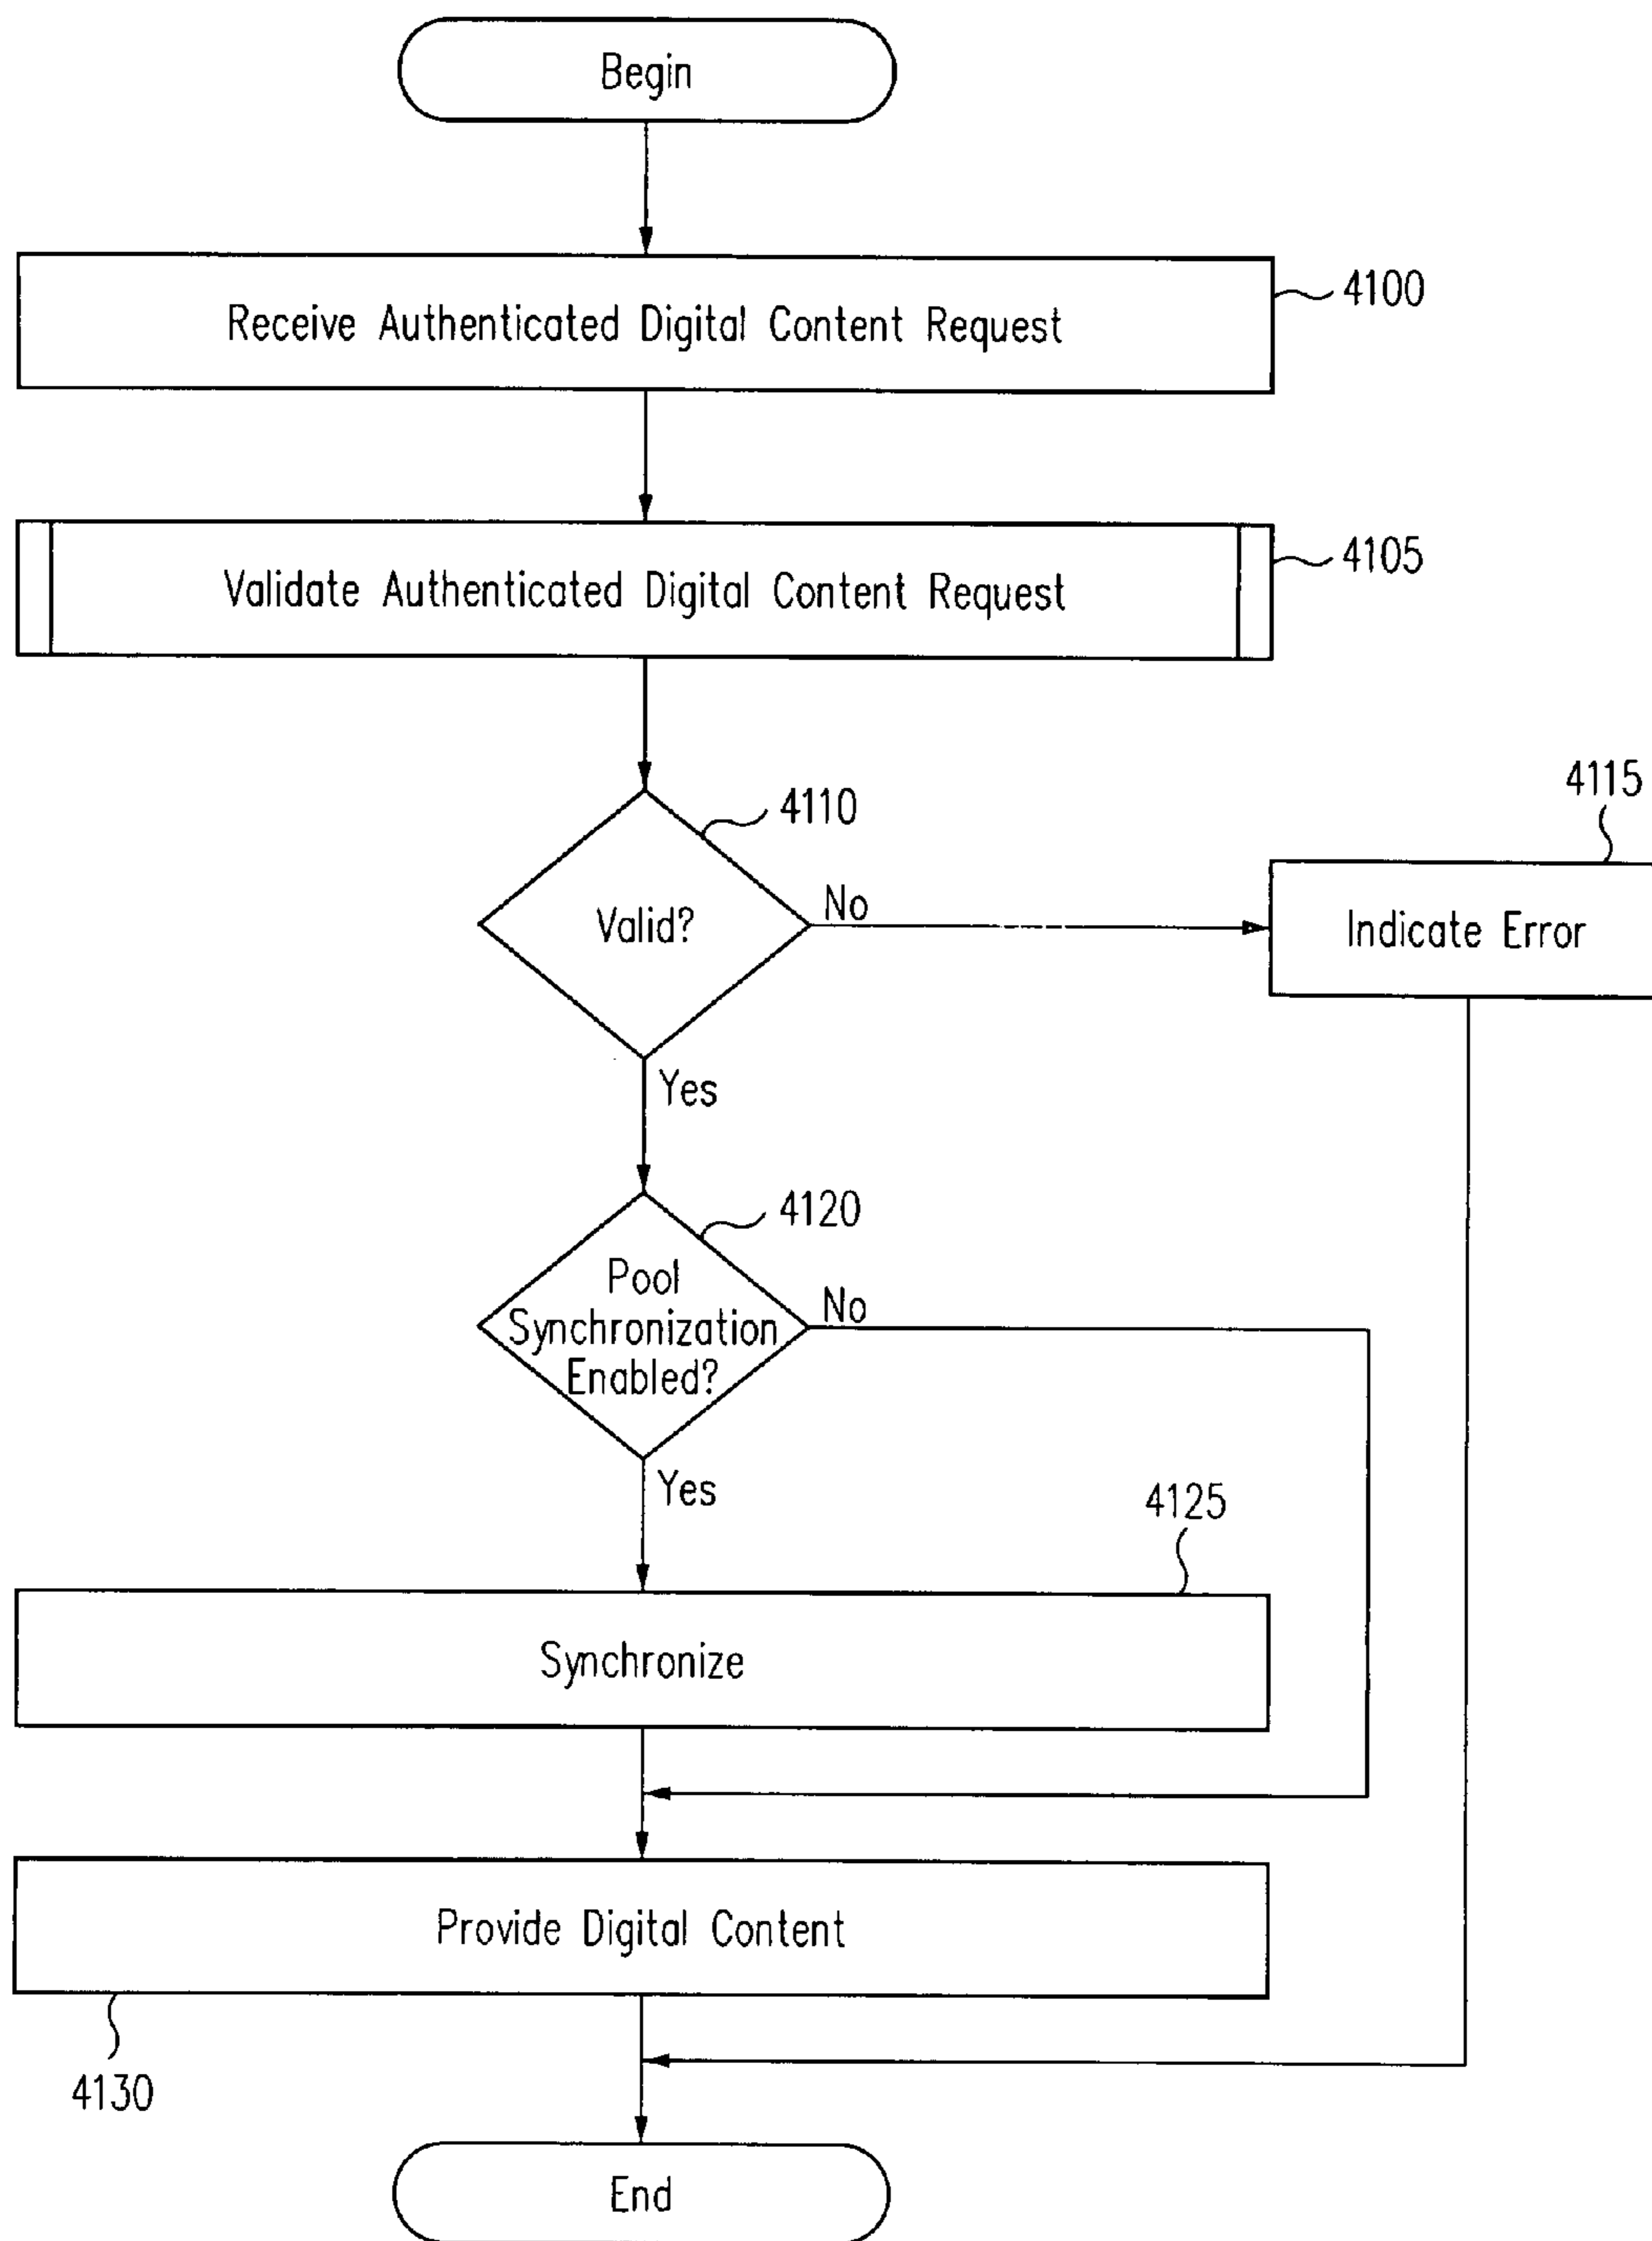 Begin
Receive Authenticated Digital Content Request
4100
Validate Authenticated Digital Content Request
4105
4110
Valid?
No
4115
Indicate Error
Yes
4120
Pool
Synchronization
Enabled?
No
Yes
4125
Synchronize
Provide Digital Content
4130
End